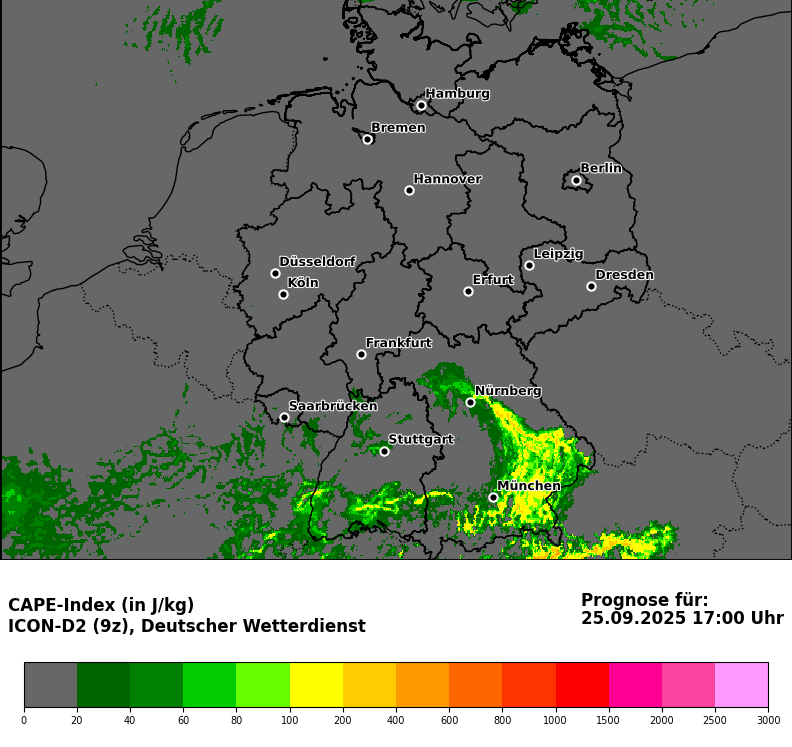 Hamburg
Bremen
Berlin
Hannover
Leipzig
Düsseldorf
Dresden
Köln
Erfurt
Frankfurt
Nürnberg
Saarbrücken
Stuttgart
München
CAPE-Index (in J/kg)
ICON-D2 (9z), Deutscher Wetterdienst
Prognose für:
25.09.2025 17:00 Uhr
0 20 40 60 80 100 200 400 600 800 1000 1500 2000 2500 3000